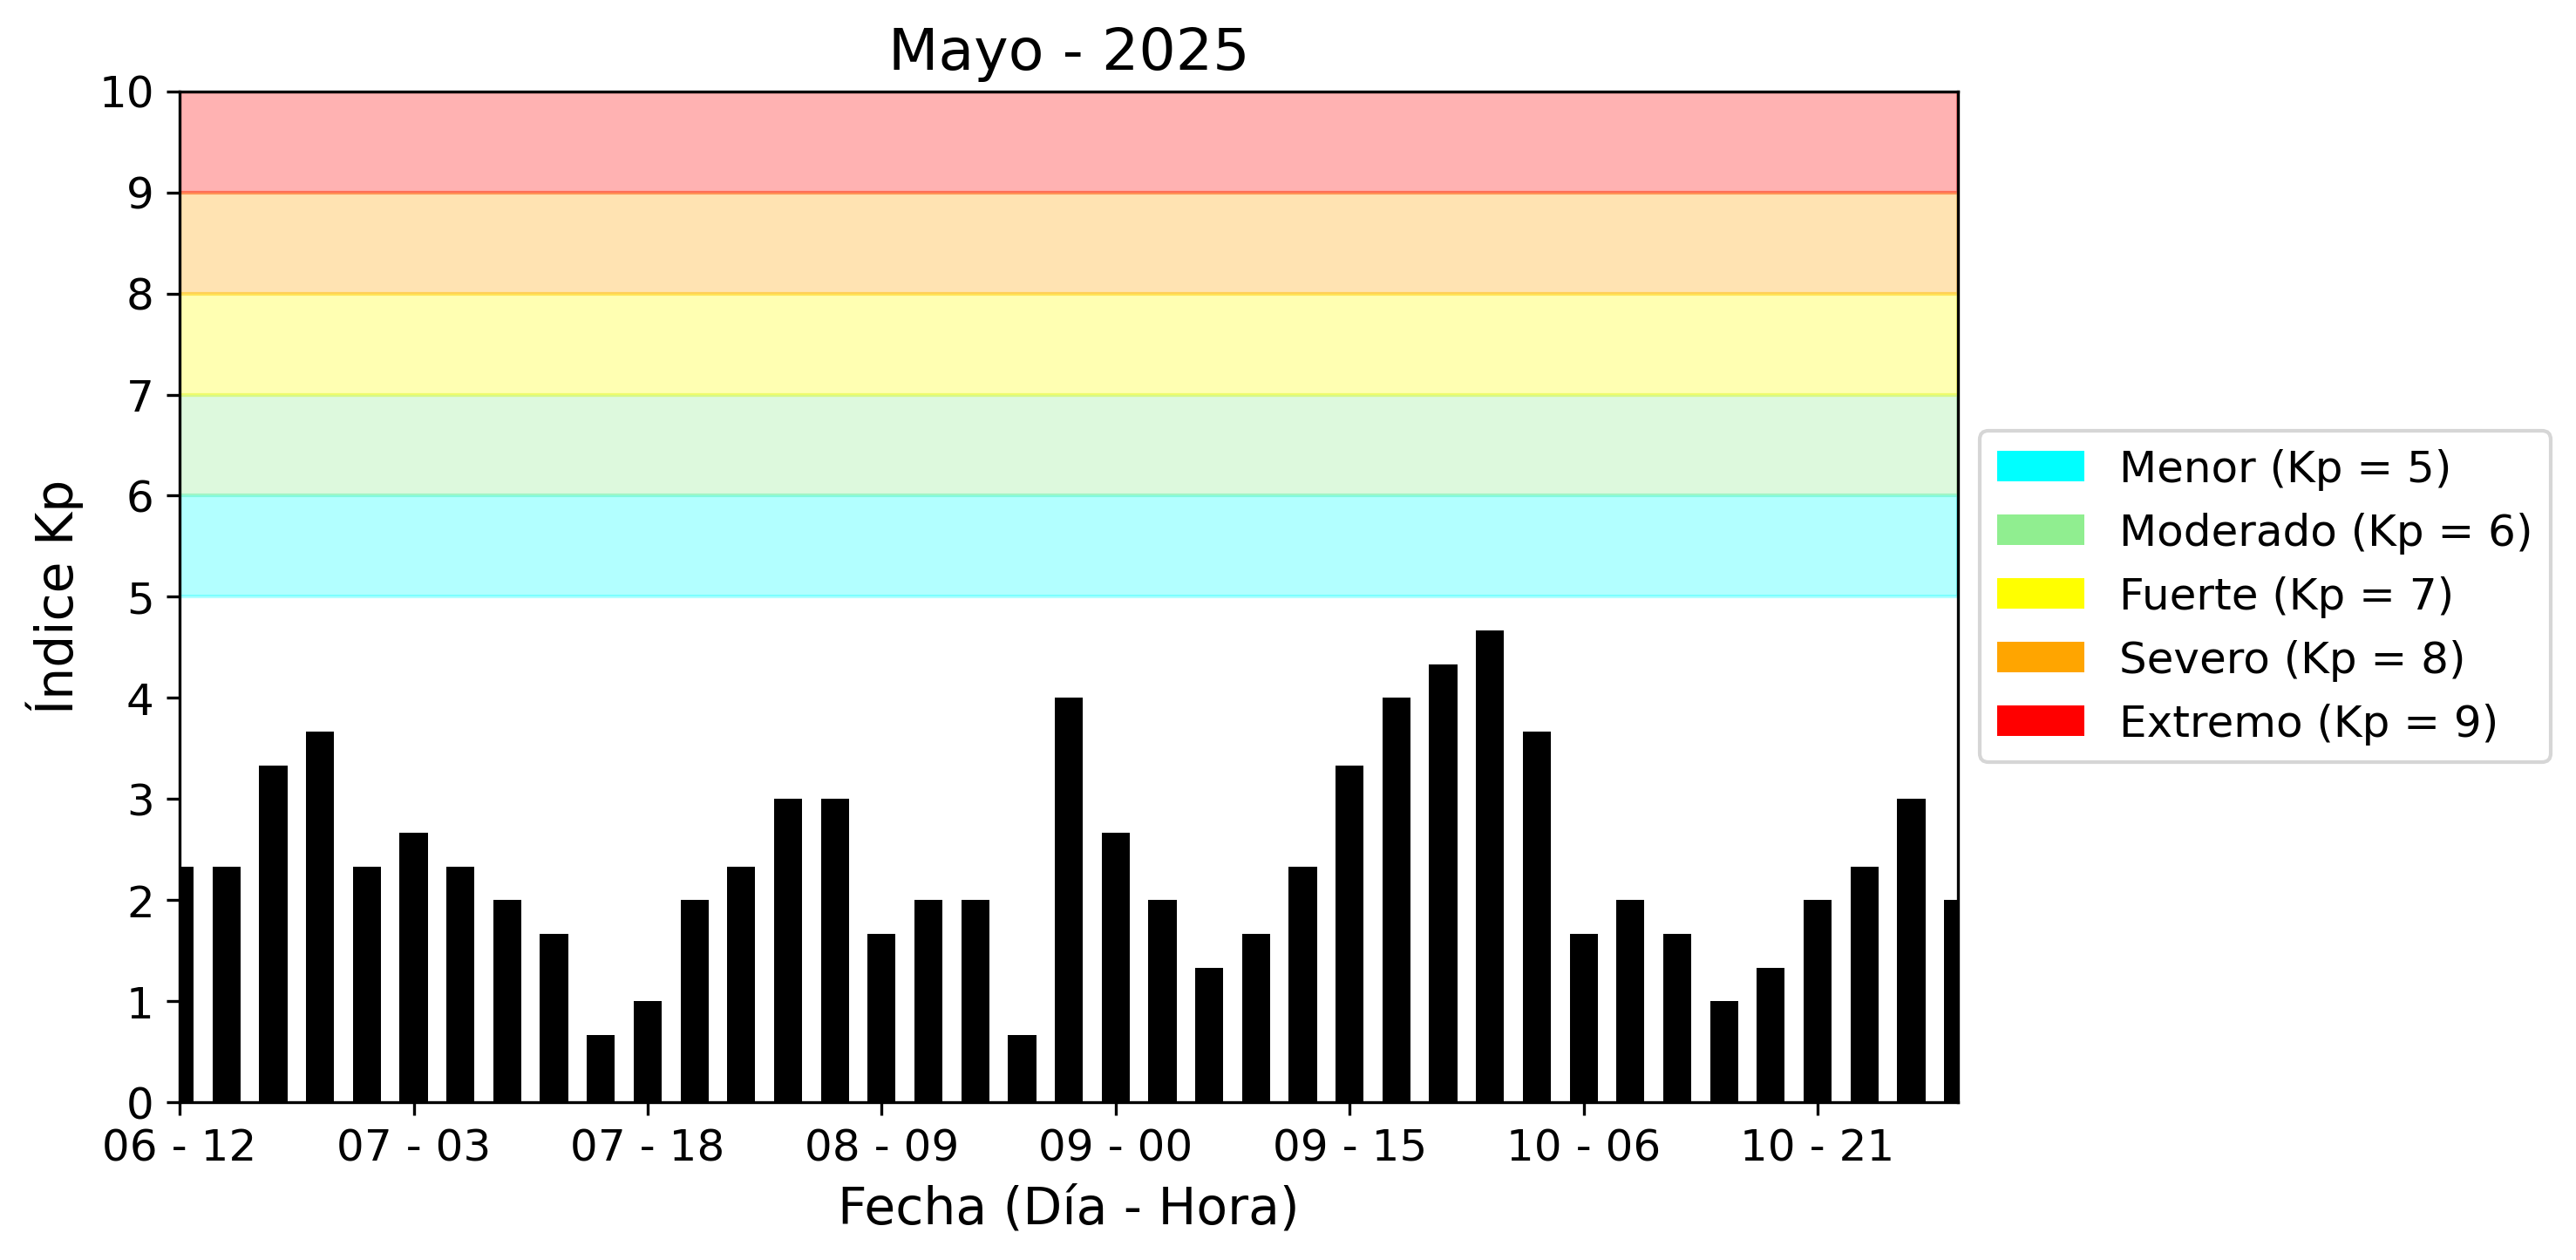 Mayo - 2025
10
9
8
7
6
5
4
3
2
1
0
Índice Kp
06 - 12 07 - 03 07 - 18 08 - 09 09 - 00 09 - 15 10 - 06 10 - 21
Fecha (Día - Hora)
Menor (Kp = 5)
Moderado (Kp = 6)
Fuerte (Kp = 7)
Severo (Kp = 8)
Extremo (Kp = 9)